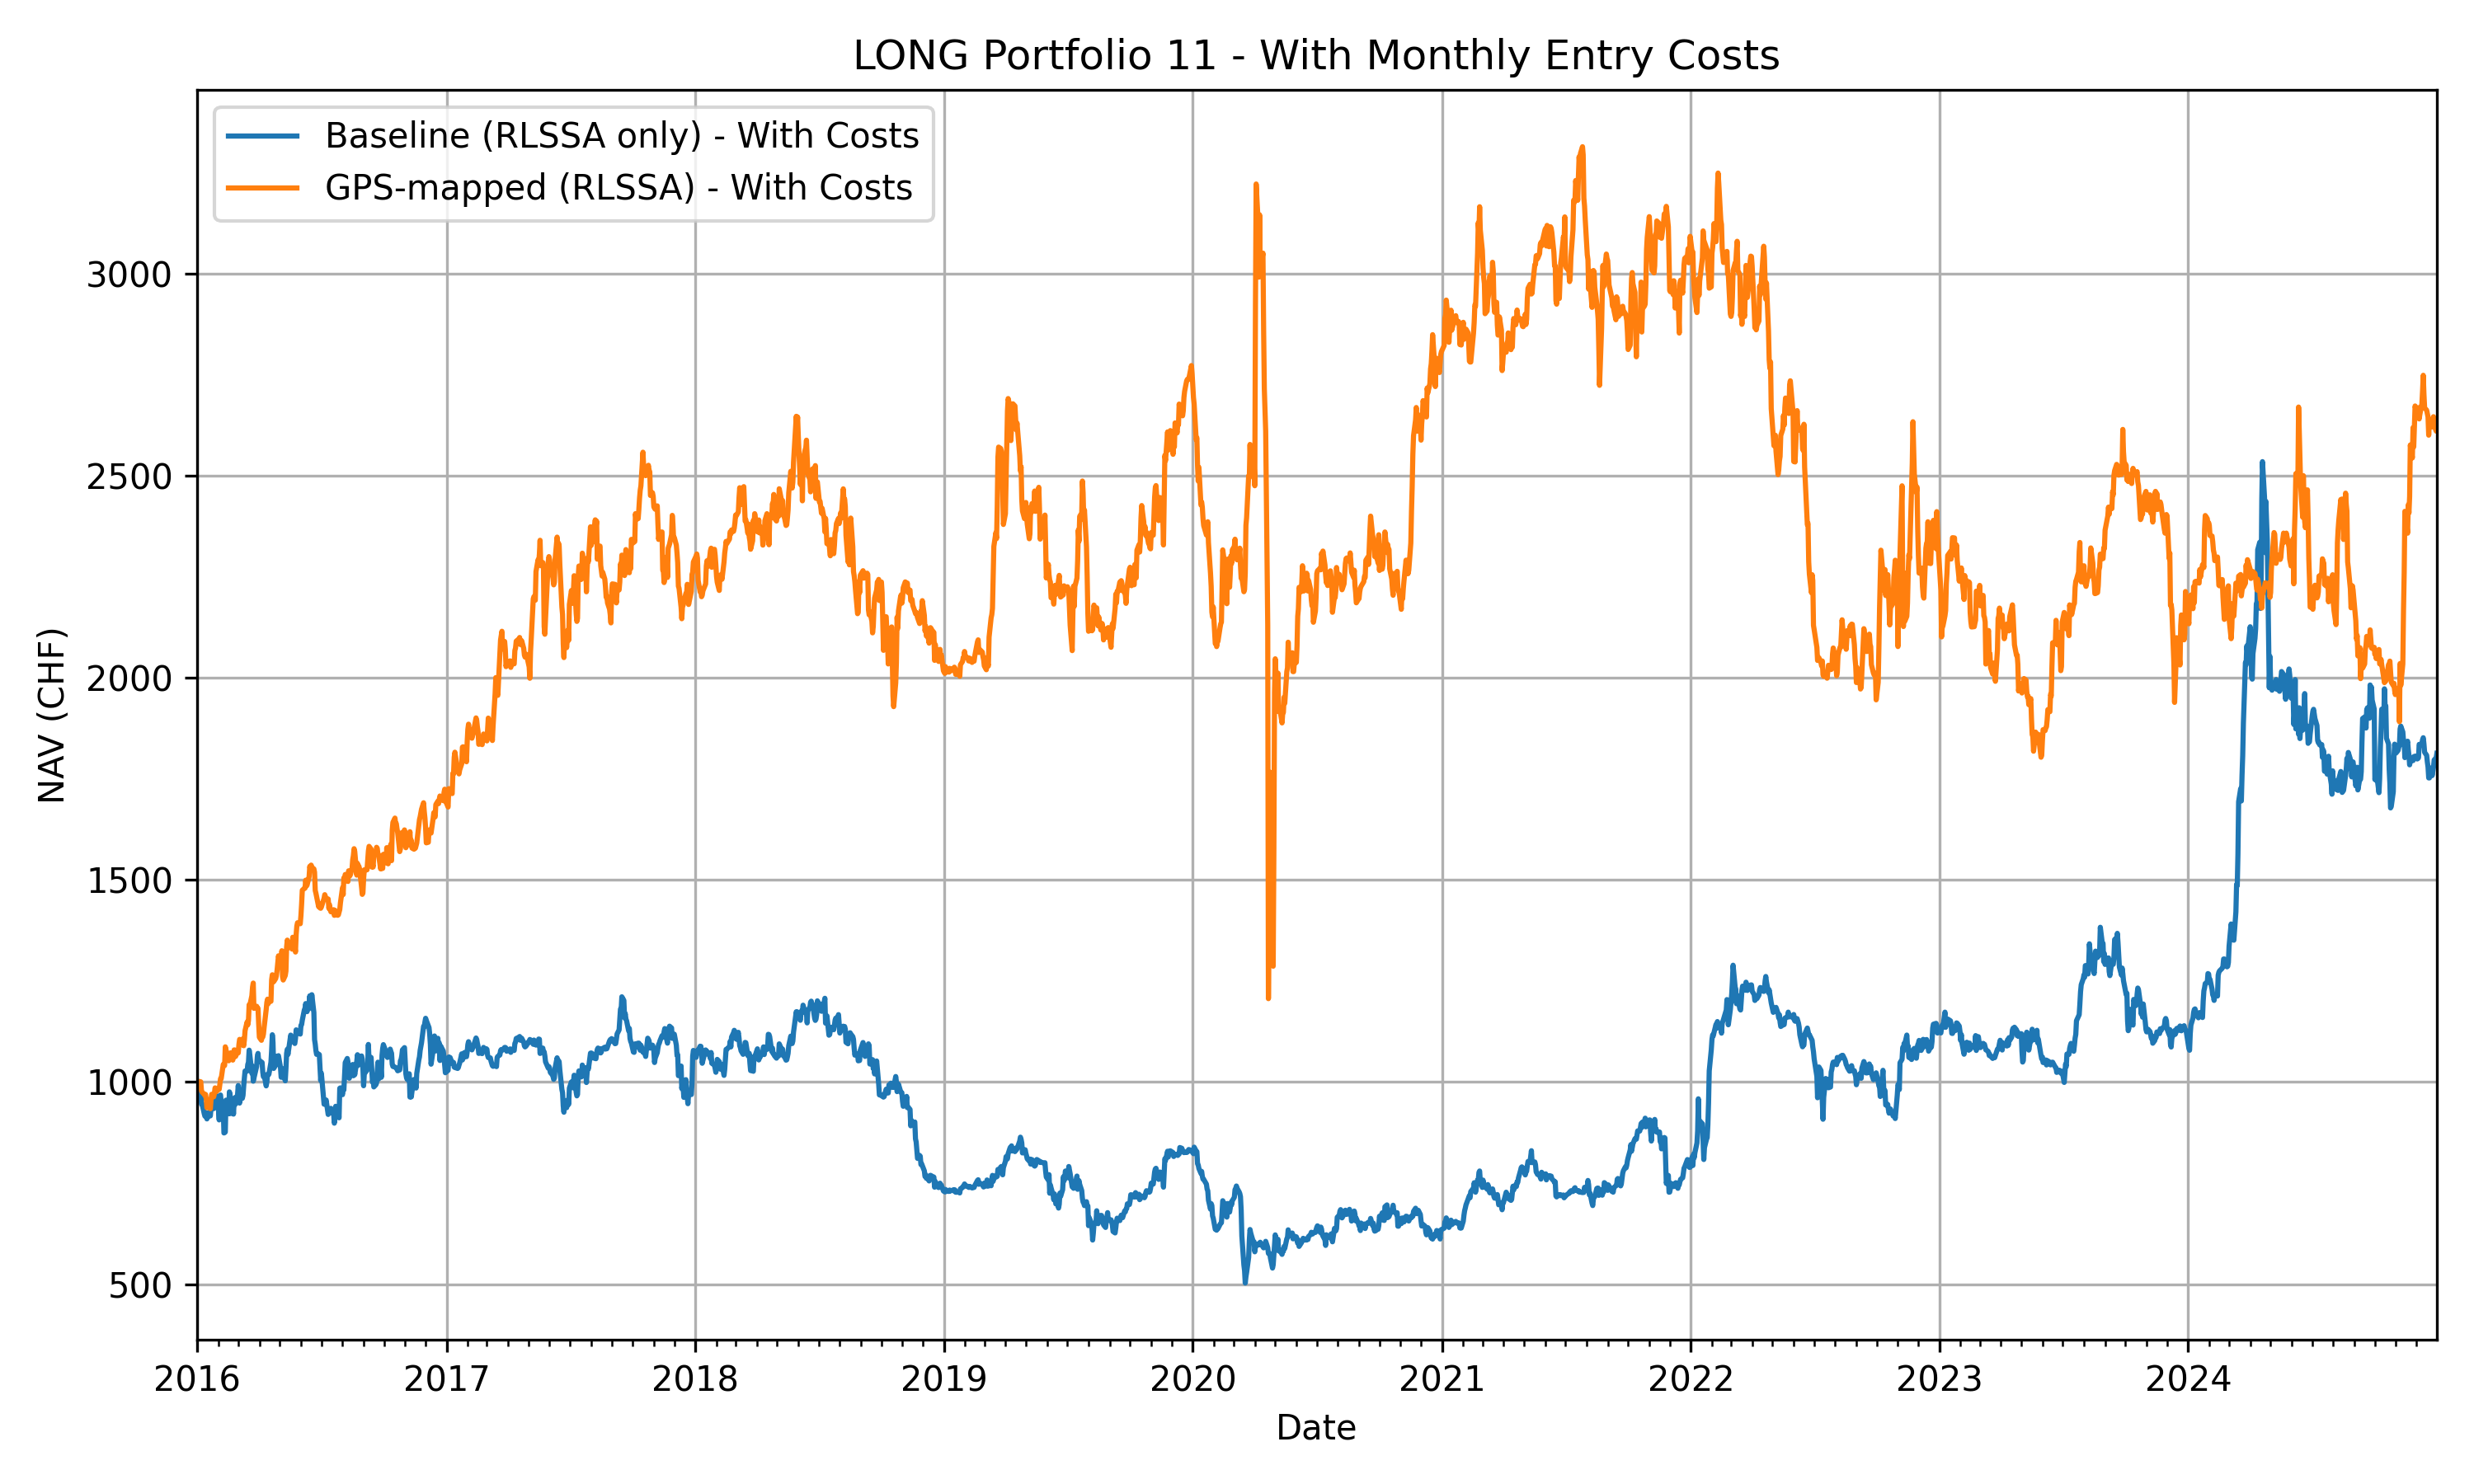 LONG Portfolio 11 - With Monthly Entry Costs
Baseline (RLSSA only) - With Costs
GPS-mapped (RLSSA) - With Costs
3000
2500
2000
1500
1000
500
NAV (CHF)
2016 2017 2018 2019 2020 2021 2022 2023 2024
Date